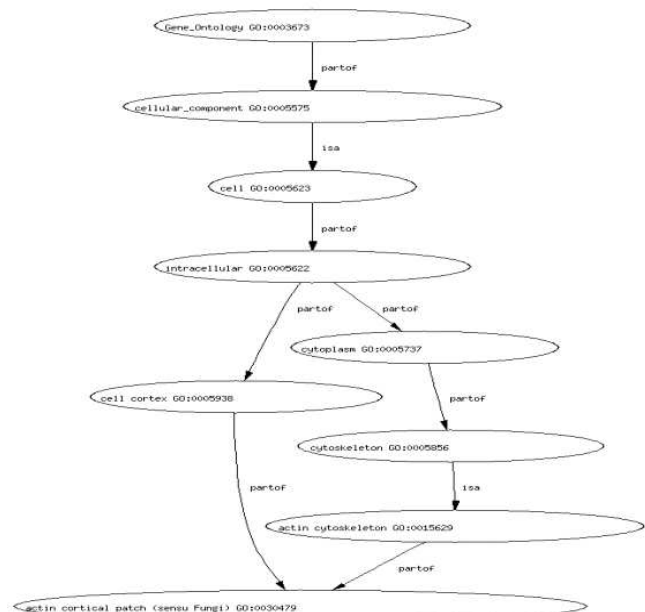 Gene_Ontology GO:0003673
partof
cellular_component GO:0005575
isa
cell GO:0005623
partof
intracellular GO:0005622
partof partof
cytoplasm GO:0005737
cell cortex GO:0005938
partof
cytoskeleton GO:0005856
partof
isa
actin cytoskeleton GO:0015629
partof
actin cortical patch (sensu Fungi) GO:0030479